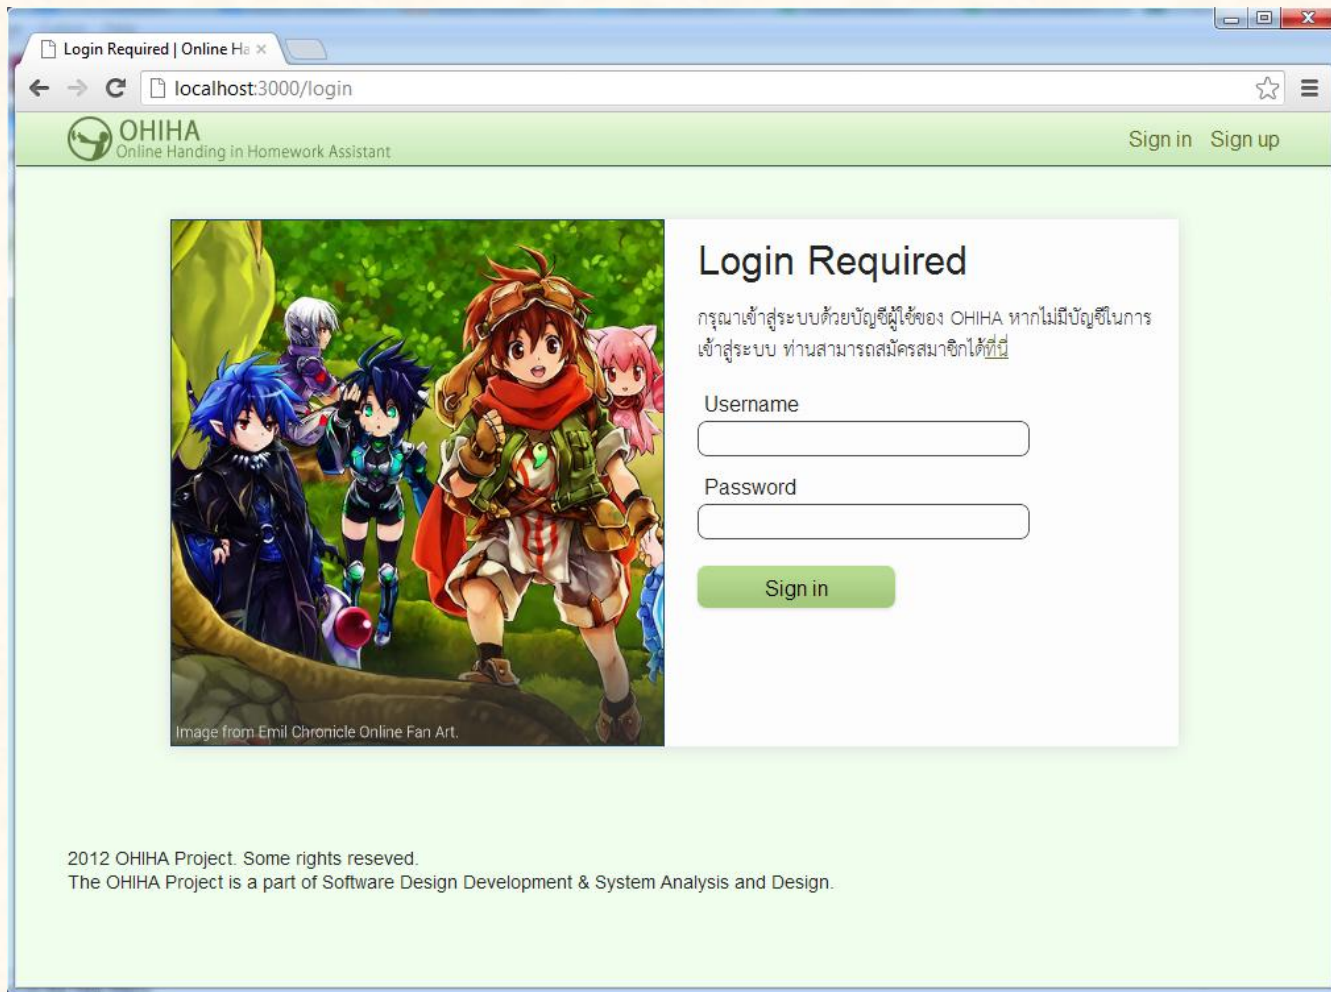 Login Required | Online Ha
localhost:3000/login
OHIHA
Online Handing in Homework Assistant
Sign in Sign up
Login Required
กรุณาเข้าสู่ระบบด้วยบัญชีผู้ใช้ของ OHIHA หากไม่มีบัญชีในการ
เข้าสู่ระบบ ท่านสามารถสมัครสมาชิกได้ที่นี่
Username
Password
Sign in
Image from Emil Chronicle Online Fan Art.
2012 OHIHA Project. Some rights reseved.
The OHIHA Project is a part of Software Design Development & System Analysis and Design.